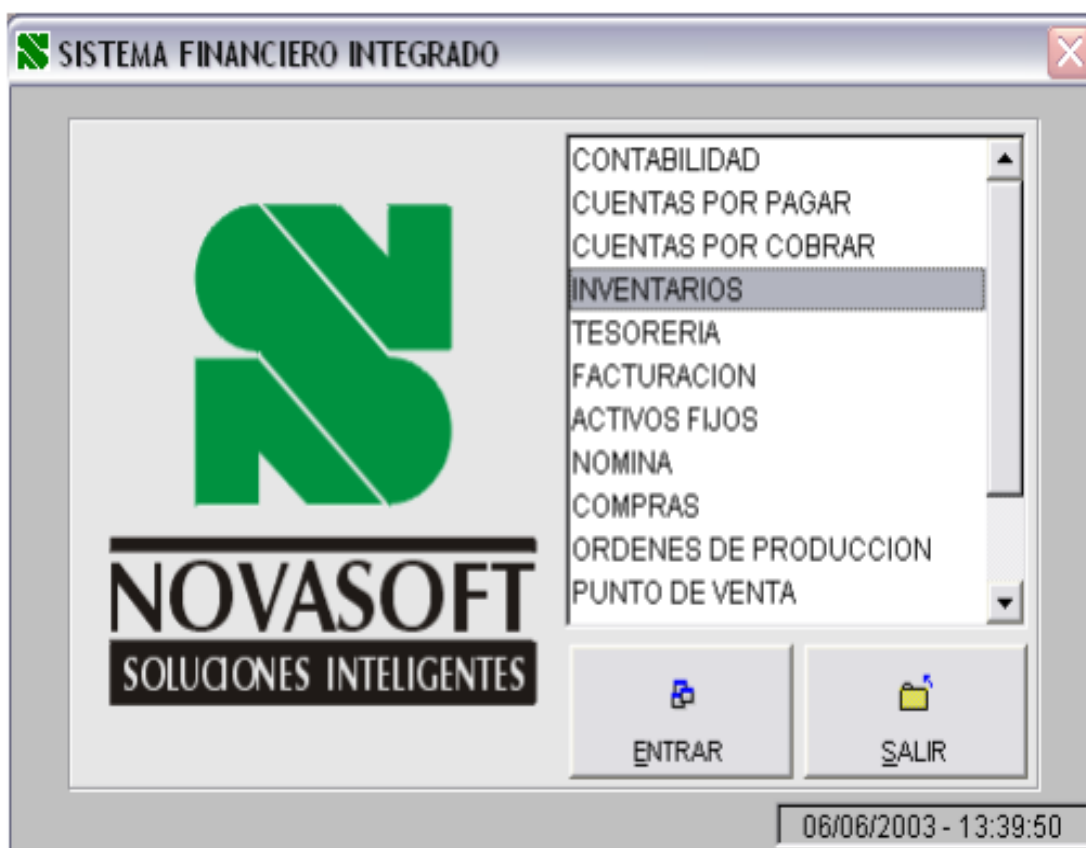 SISTEMA FINANCIERO INTEGRADO
CONTABILIDAD
CUENTAS POR PAGAR
CUENTAS POR COBRAR
INVENTARIOS
TESORERIA
FACTURACION
ACTIVOS FIJOS
NOMINA
COMPRAS
ORDENES DE PRODUCCION
PUNTO DE VENTA
NOVASOFT
SOLUCIONES INTELIGENTES
ENTRAR
SALIR
06/06/2003 - 13:39:50